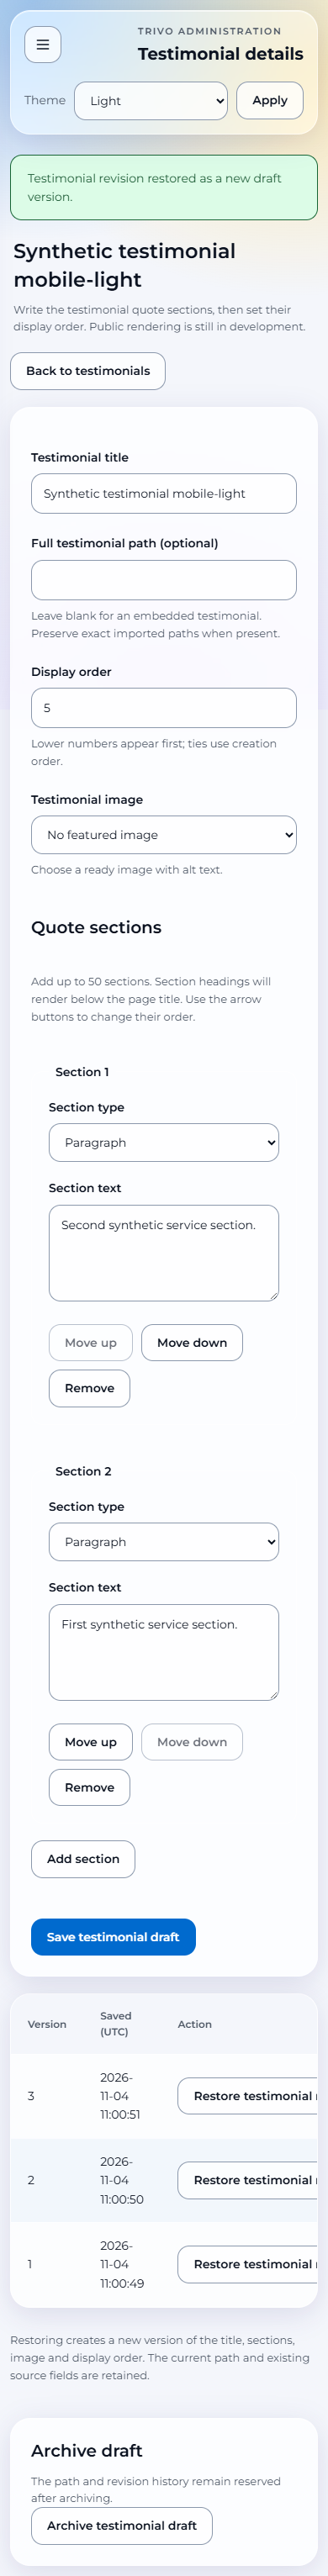 TRIVO ADMINISTRATION
Testimonial details
Theme
Light
Apply
Testimonial revision restored as a new draft
version.
Synthetic testimonial
mobile-light
Write the testimonial quote sections, then set their
display order. Public rendering is still in development.
Back to testimonials
Testimonial title
Synthetic testimonial mobile-light
Full testimonial path (optional)
Leave blank for an embedded testimonial.
Preserve exact imported paths when present.
Display order
5
Lower numbers appear first; ties use creation
order.
Testimonial image
No featured image
Choose a ready image with alt text.
Quote sections
Add up to 50 sections. Section headings will
render below the page title. Use the arrow
buttons to change their order.
Section 1
Section type
Paragraph
Section text
Second synthetic service section.
Move up
Move down
Remove
Section 2
Section type
Paragraph
Section text
First synthetic service section.
Move up
Move down
Remove
Add section
Save testimonial draft
Version
Saved
(UTC)
Action
3
2026-
11-04
11:00:51
Restore testimonial
2
2026-
11-04
11:00:50
Restore testimonial
1
2026-
11-04
11:00:49
Restore testimonial
Restoring creates a new version of the title, sections,
image and display order. The current path and existing
source fields are retained.
Archive draft
The path and revision history remain reserved
after archiving.
Archive testimonial draft